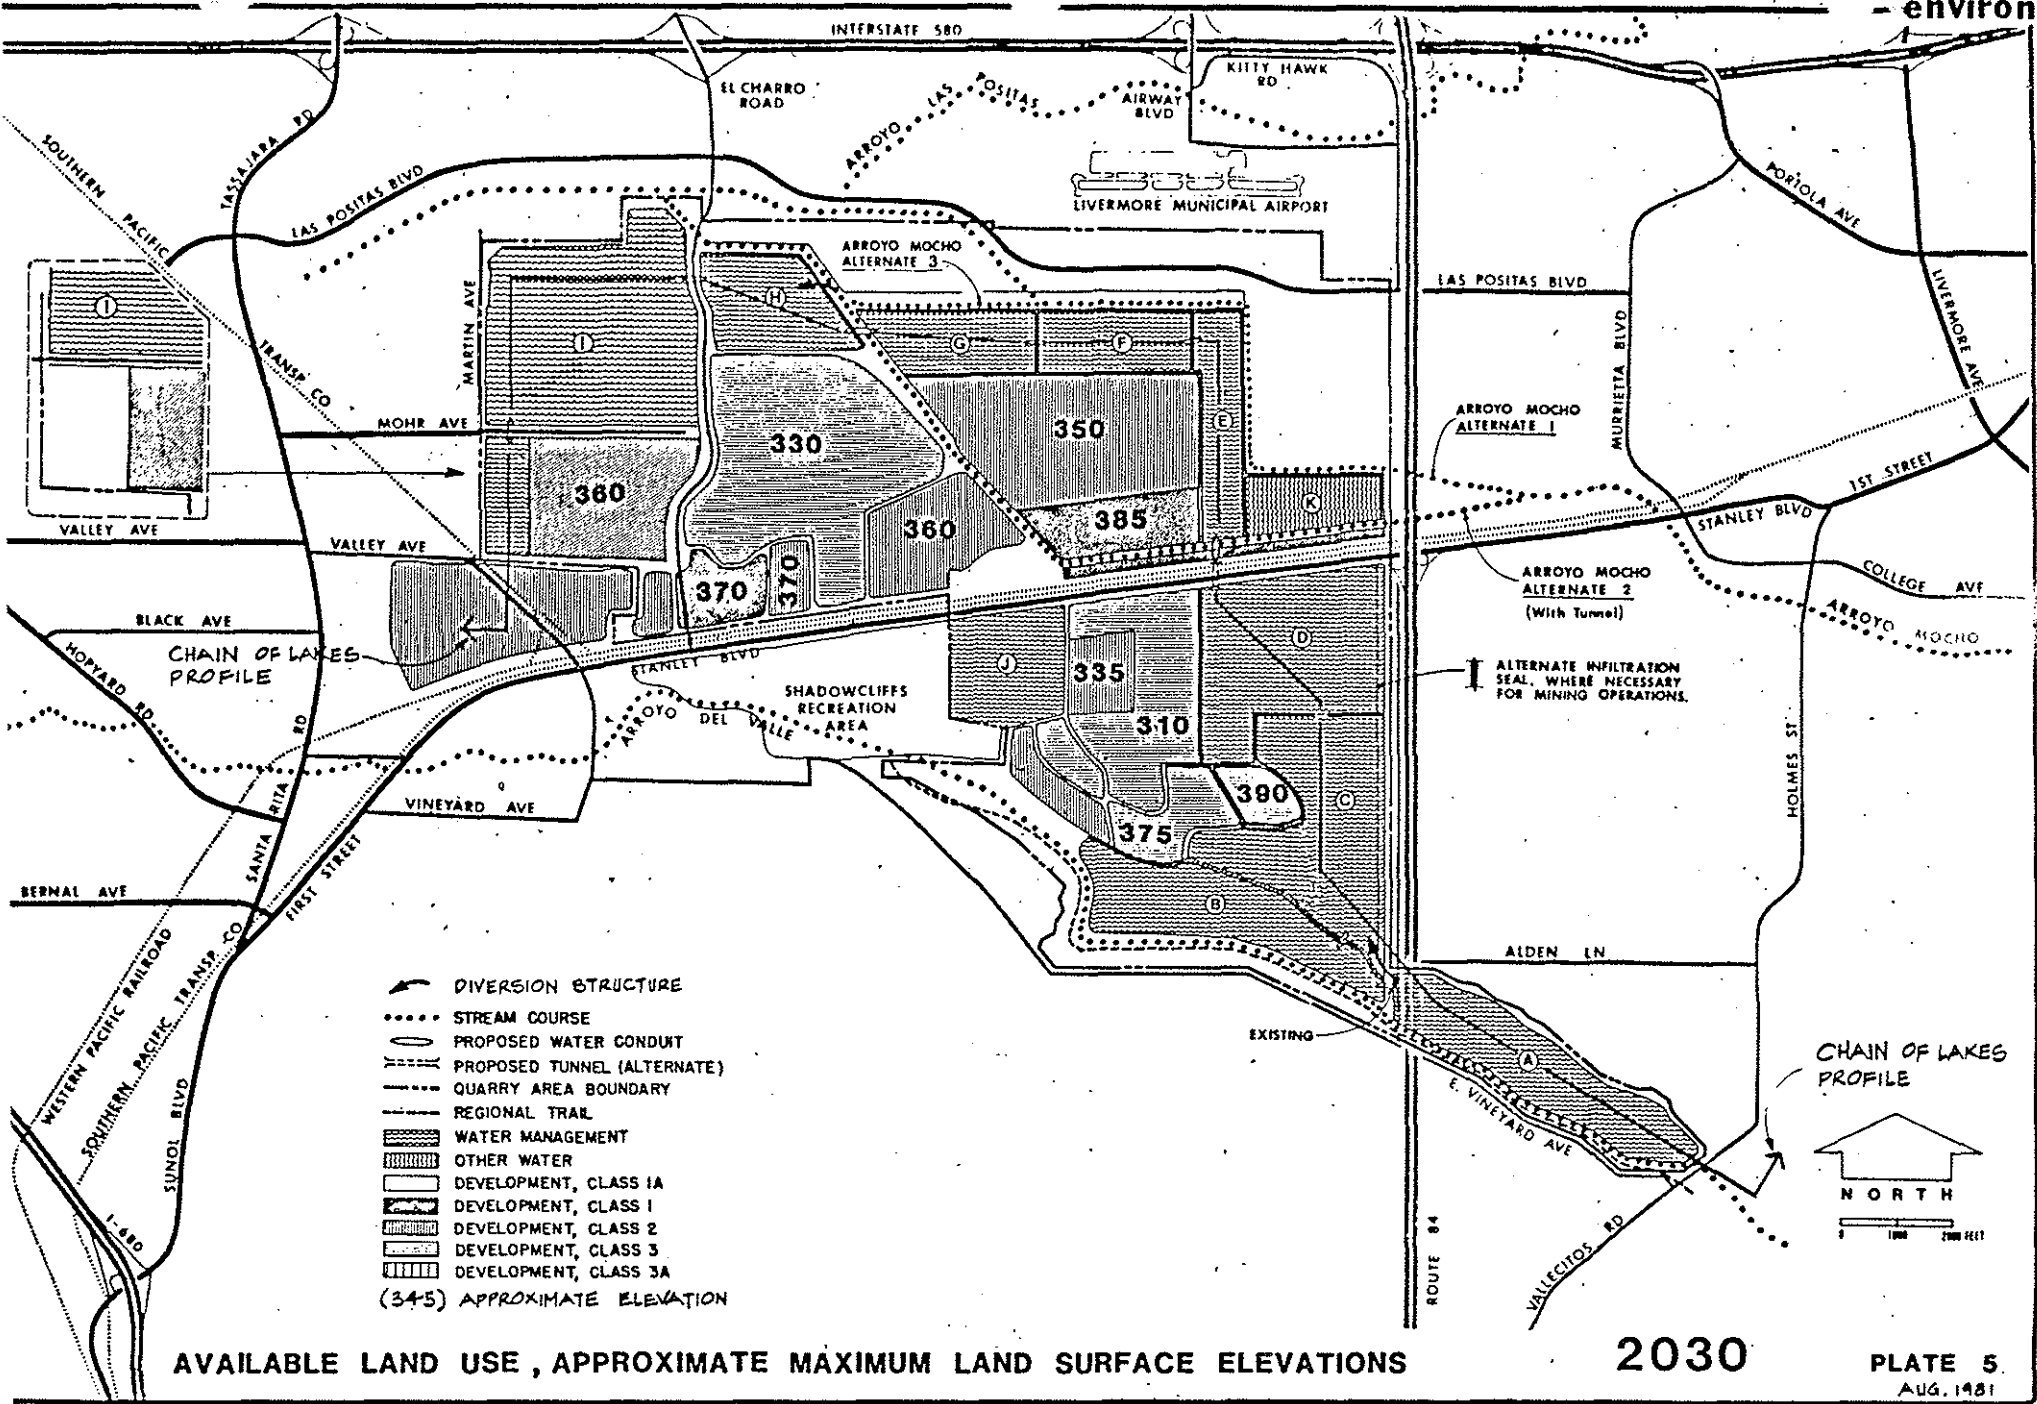 environ
INTERSTATE 580
KITTY HAWK
RD
EL CHARRO
ROAD
ARROYO LAS POSITAS
AIRWAY
BLVD
SOUTHERN PACIFIC TRANSP. CO
TASSAJARA RD
LAS POSITAS BLVD
LIVERMORE MUNICIPAL AIRPORT
PORTOLA AVE
ARROYO MOCHO
ALTERNATE 3
MARTIN AVE
LAS POSITAS BLVD
LIVERMORE AVE
MURRIETTA BLVD
I
I
H
G
F
E
K
MOHR AVE
330
350
360
360
385
370
370
ARROYO MOCHO
ALTERNATE 1
1ST STREET
STANLEY BLVD
VALLEY AVE
VALLEY AVE
ARROYO MOCHO
ALTERNATE 2
(With Tunnel)
COLLEGE AVE
ARROYO MOCHO
BLACK AVE
HOPYARD RD
CHAIN OF LAKES
PROFILE
STANLEY BLVD
SHADOWCLIFFS
RECREATION
AREA
ARROYO DEL VALLE
J
335
310
D
ALTERNATE INFILTRATION
SEAL, WHERE NECESSARY
FOR MINING OPERATIONS.
HOLMES ST
390
375
C
B
A
VINEYARD AVE
SANTA RITA RD
FIRST STREET
BERNAL AVE
WESTERN PACIFIC RAILROAD
SOUTHERN PACIFIC TRANSP. CO
SUNOL BLVD
I-680
ALDEN LN
EXISTING
E. VINEYARD AVE
CHAIN OF LAKES
PROFILE
NORTH
0 1000 2000 FEET
VALLECITOS RD
ROUTE 84
DIVERSION STRUCTURE
STREAM COURSE
PROPOSED WATER CONDUIT
PROPOSED TUNNEL (ALTERNATE)
QUARRY AREA BOUNDARY
REGIONAL TRAIL
WATER MANAGEMENT
OTHER WATER
DEVELOPMENT, CLASS 1A
DEVELOPMENT, CLASS 1
DEVELOPMENT, CLASS 2
DEVELOPMENT, CLASS 3
DEVELOPMENT, CLASS 3A
(345) APPROXIMATE ELEVATION
AVAILABLE LAND USE, APPROXIMATE MAXIMUM LAND SURFACE ELEVATIONS
2030
PLATE 5
AUG. 1981